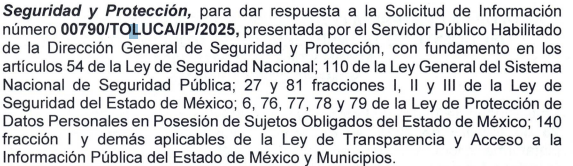 Seguridad y Protección, para dar respuesta a la Solicitud de Información
número 00790/TOLUCA/IP/2025, presentada por el Servidor Público Habilitado
de la Dirección General de Seguridad y Protección, con fundamento en los
artículos 54 de la Ley de Seguridad Nacional; 110 de la Ley General del Sistema
Nacional de Seguridad Pública; 27 y 81 fracciones I, II y III de la Ley de
Seguridad del Estado de México; 6, 76, 77, 78 y 79 de la Ley de Protección de
Datos Personales en Posesión de Sujetos Obligados del Estado de México; 140
fracción I y demás aplicables de la Ley de Transparencia y Acceso a la
Información Pública del Estado de México y Municipios.